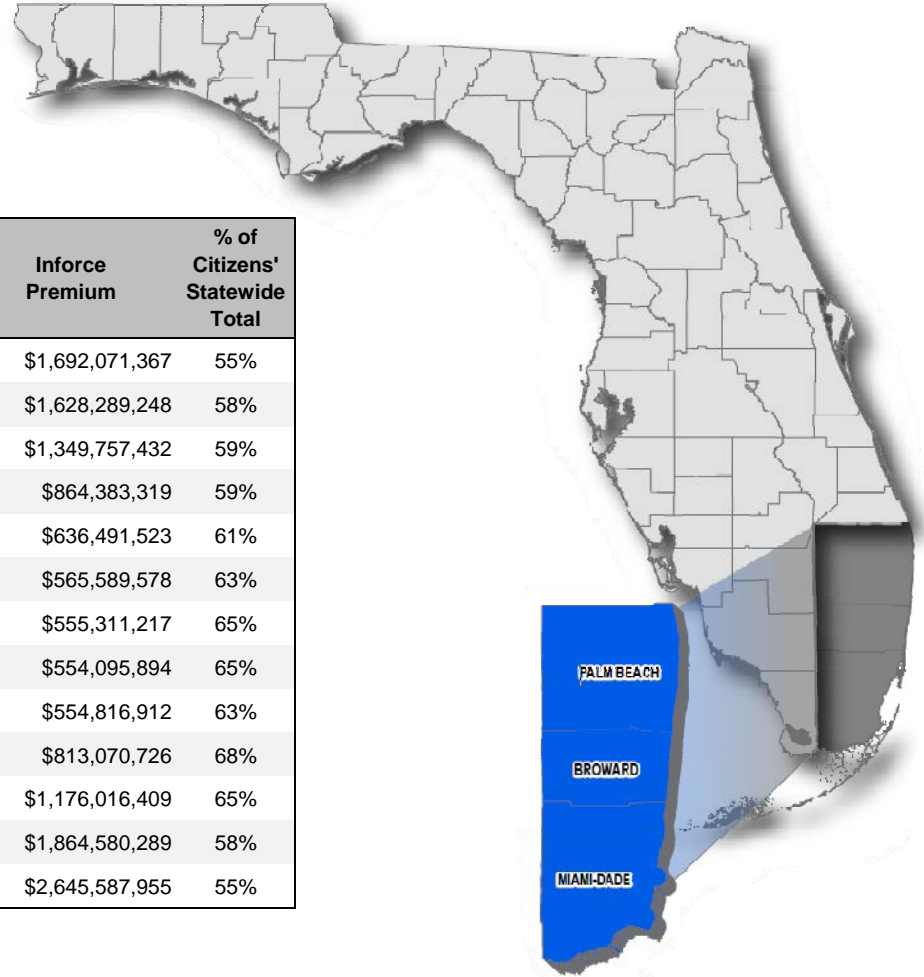 Inforce Premium
% of Citizens' Statewide Total
$1,692,071,367 55%
$1,628,289,248 58%
$1,349,757,432 59%
$864,383,319 59%
$636,491,523 61%
$565,589,578 63%
$555,311,217 65%
$554,095,894 65%
$554,816,912 63%
$813,070,726 68%
$1,176,016,409 65%
$1,864,580,289 58%
$2,645,587,955 55%
PALM BEACH
BROWARD
MIAMI-DADE